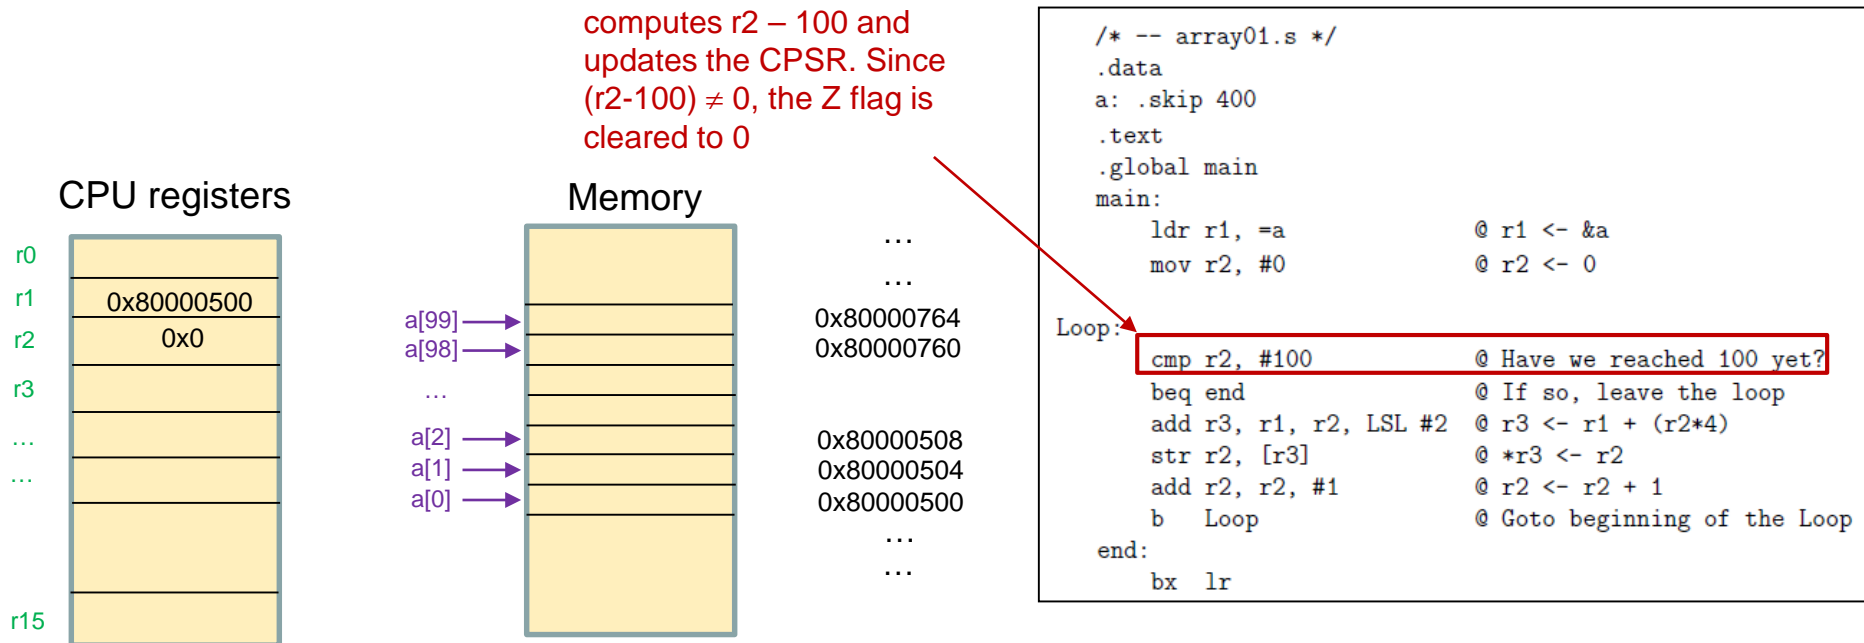 computes r2 – 100 and
updates the CPSR. Since
(r2-100) ≠ 0, the Z flag is
cleared to 0
CPU registers
r0
r1
0x80000500
r2
0x0
r3
…
…
r15
Memory
…
…
a[99]
0x80000764
a[98]
0x80000760
…
a[2]
0x80000508
a[1]
0x80000504
a[0]
0x80000500
…
…
/* -- array01.s */
.data
a: .skip 400
.text
.global main
main:
ldr r1, =a @ r1 <- &a
mov r2, #0 @ r2 <- 0
Loop:
cmp r2, #100 @ Have we reached 100 yet?
beq end @ If so, leave the loop
add r3, r1, r2, LSL #2 @ r3 <- r1 + (r2*4)
str r2, [r3] @ *r3 <- r2
add r2, r2, #1 @ r2 <- r2 + 1
b Loop @ Goto beginning of the Loop
end:
bx lr